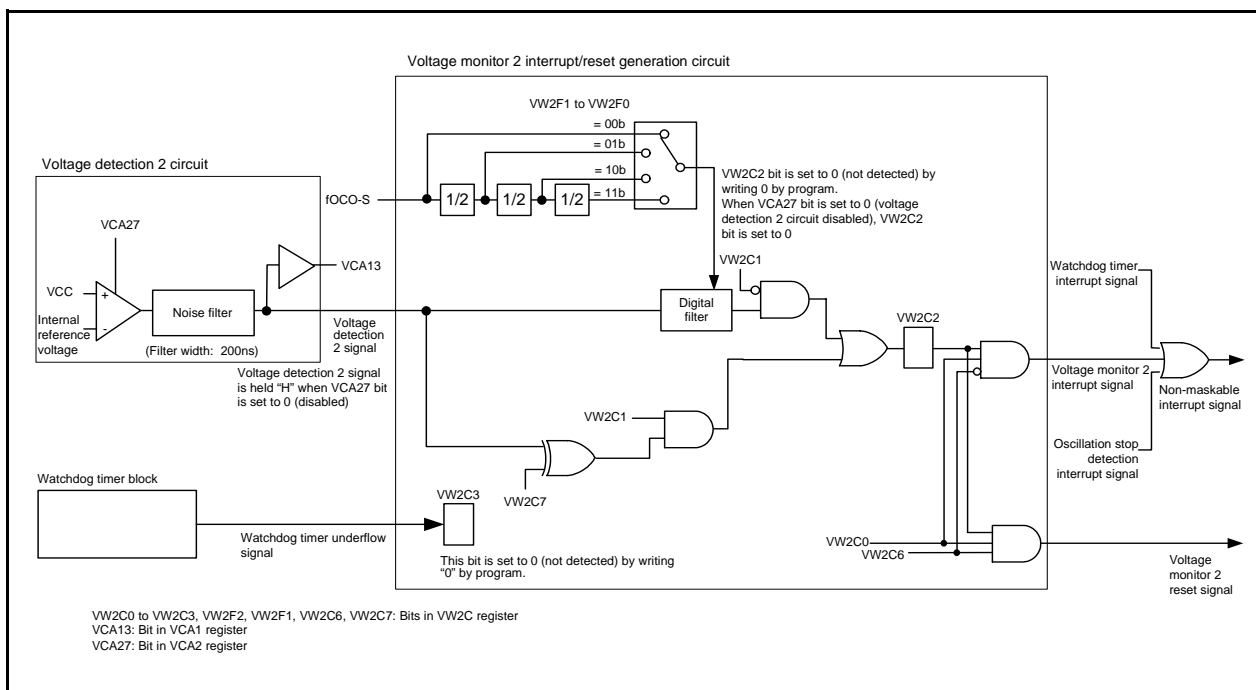 Voltage monitor 2 interrupt/reset generation circuit
VW2F1 to VW2F0
= 00b
= 01b
= 10b
= 11b
Voltage detection 2 circuit
fOCO-S
1/2
1/2
1/2
VW2C2 bit is set to 0 (not detected) by
writing 0 by program.
When VCA27 bit is set to 0 (voltage
detection 2 circuit disabled), VW2C2
bit is set to 0
VCA27
VCA13
VCC
+
Internal
reference
voltage
-
Noise filter
(Filter width: 200ns)
Voltage
detection
2 signal
Voltage detection 2 signal
is held “H” when VCA27 bit
is set to 0 (disabled)
Digital
filter
VW2C1
VW2C2
Watchdog timer
interrupt signal
Voltage monitor 2
interrupt signal
Non-maskable
interrupt signal
Oscillation stop
detection
interrupt signal
VW2C1
VW2C7
Watchdog timer block
Watchdog timer underflow
signal
VW2C3
This bit is set to 0 (not detected) by writing
“0” by program.
VW2C0
VW2C6
Voltage
monitor 2
reset signal
VW2C0 to VW2C3, VW2F2, VW2F1, VW2C6, VW2C7: Bits in VW2C register
VCA13: Bit in VCA1 register
VCA27: Bit in VCA2 register